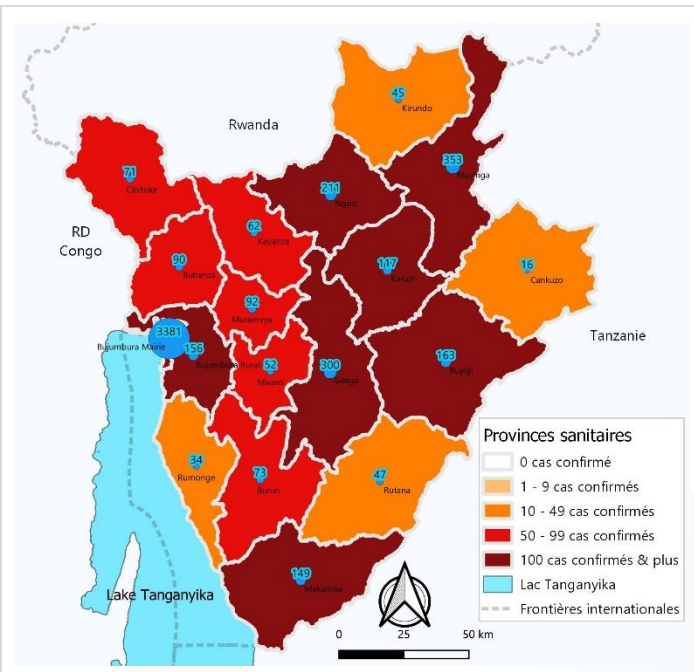 45
Kirundo
Rwanda
353
Muyinga
71
Cibitoke
211
Ngozi
62
Kayanza
RD
Congo
90
Bubanza
117
Karuzi
16
Cankuzo
92
Muramvya
Tanzanie
3381
Bujumbura Mairie
156
Bujumbura Rural
52
Mwaro
300
Gitega
163
Ruyigi
34
Rumonge
73
Bururi
47
Rutana
149
Makamba
Lake Tanganyika
0 25 50 km
Provinces sanitaires
0 cas confirmé
1 - 9 cas confirmés
10 - 49 cas confirmés
50 - 99 cas confirmés
100 cas confirmés & plus
Lac Tanganyika
Frontières internationales